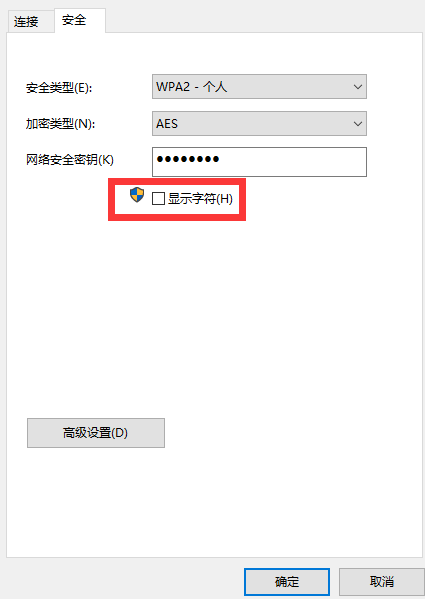 连接 安全
安全类型(E): WPA2 - 个人
加密类型(N): AES
网络安全密钥(K) ●●●●●●●●
显示字符(H)
高级设置(D)
确定 取消